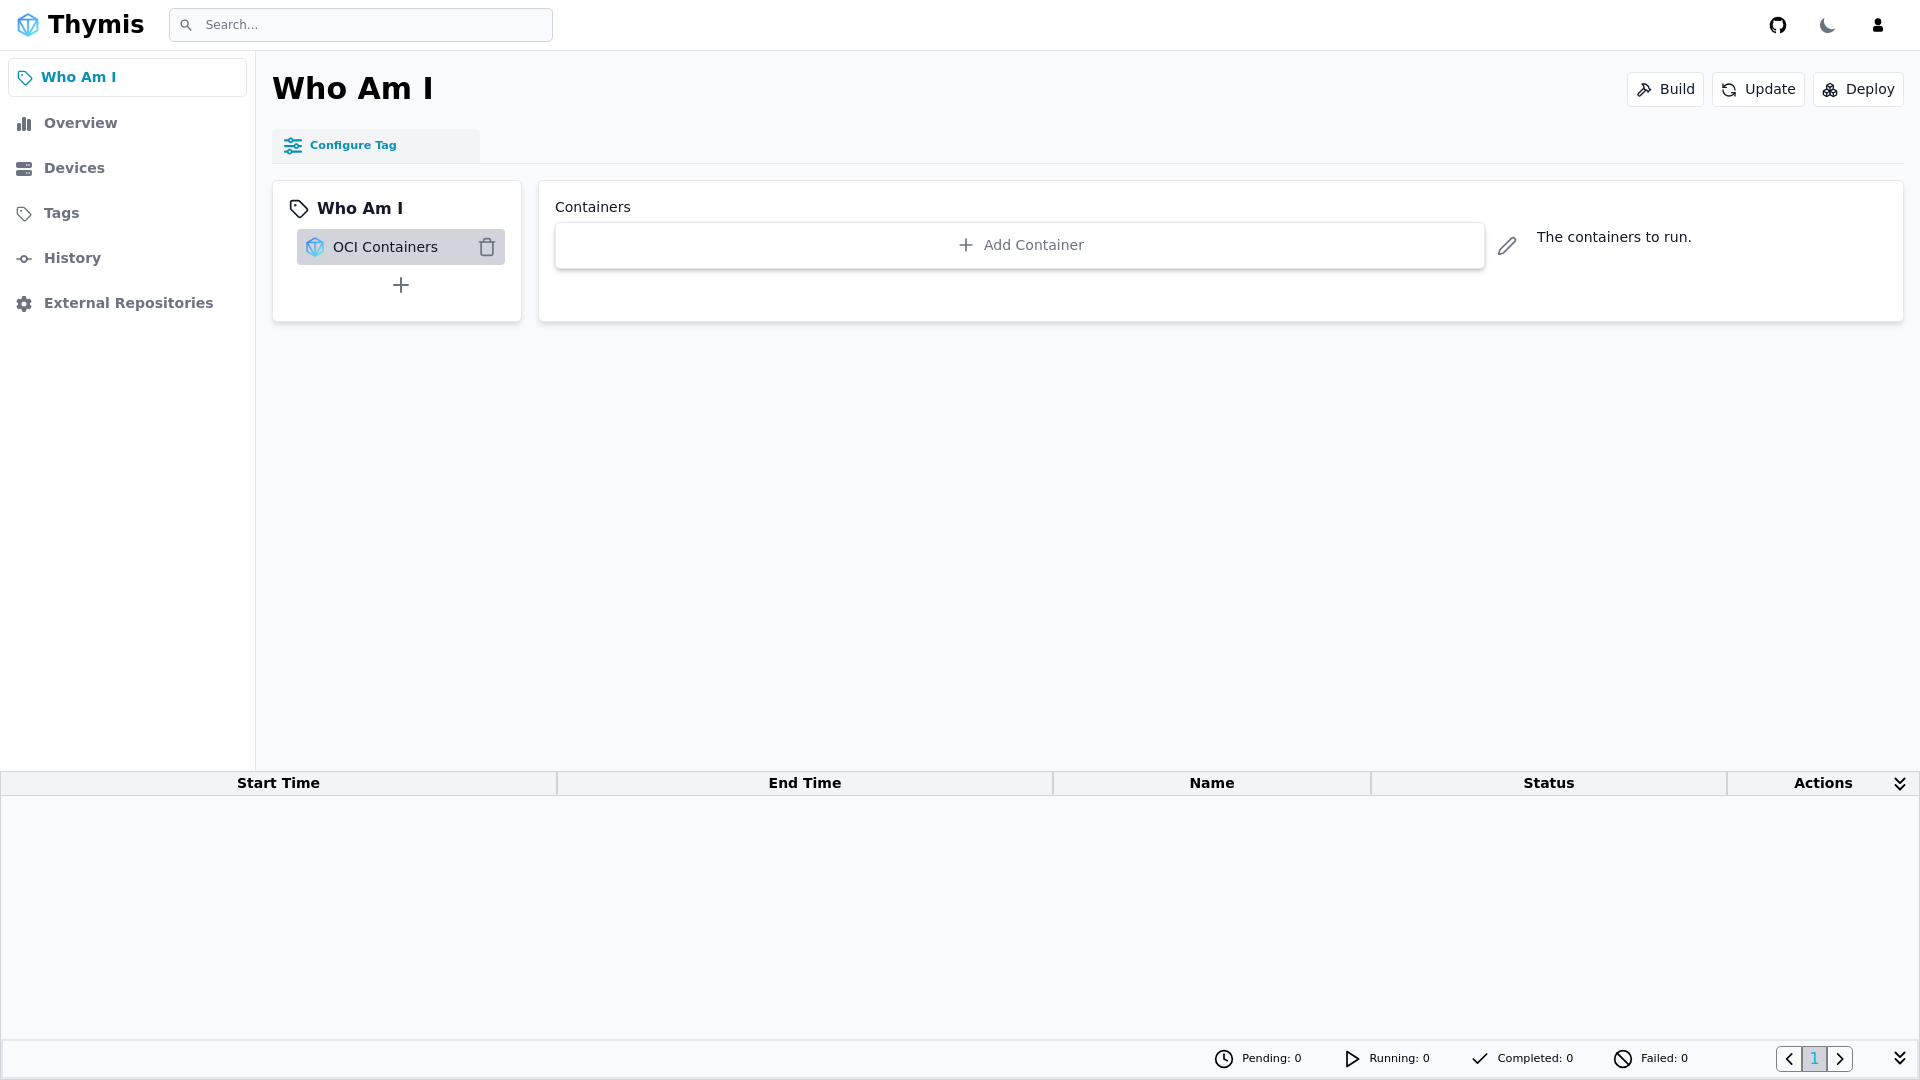 Thymis
Search...
Who Am I
Overview
Devices
Tags
History
External Repositories
Who Am I
Build
Update
Deploy
Configure Tag
Who Am I
OCI Containers
Containers
Add Container
The containers to run.
Start Time
End Time
Name
Status
Actions
Pending: 0
Running: 0
Completed: 0
Failed: 0
1